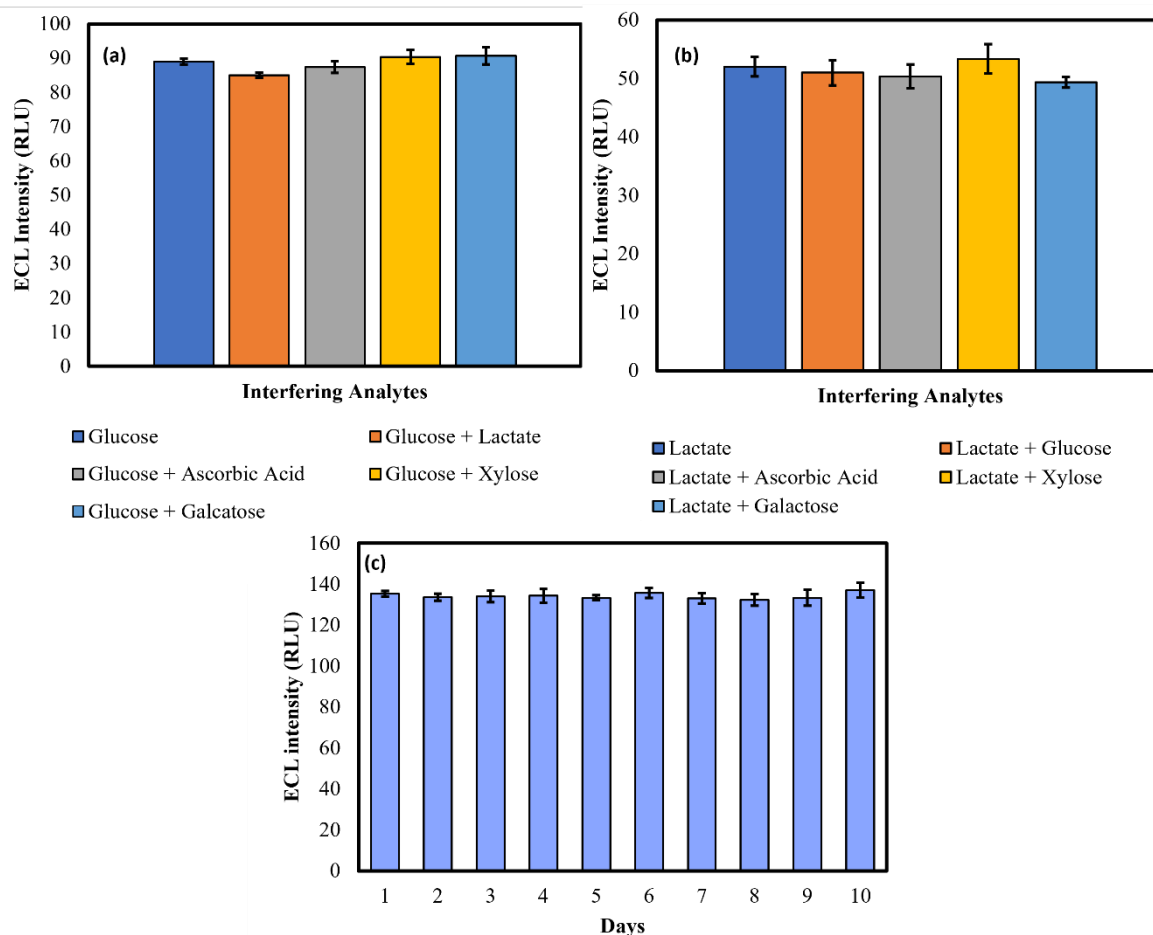 (a)
ECL Intensity (RLU)
100
90
80
70
60
50
40
30
20
10
0
Interfering Analytes
Glucose
Glucose + Lactate
Glucose + Ascorbic Acid
Glucose + Xylose
Glucose + Galcatose
(b)
ECL Intensity (RLU)
60
50
40
30
20
10
0
Interfering Analytes
Lactate
Lactate + Glucose
Lactate + Ascorbic Acid
Lactate + Xylose
Lactate + Galactose
(c)
ECL intensity (RLU)
160
140
120
100
80
60
40
20
0
1 2 3 4 5 6 7 8 9 10
Days